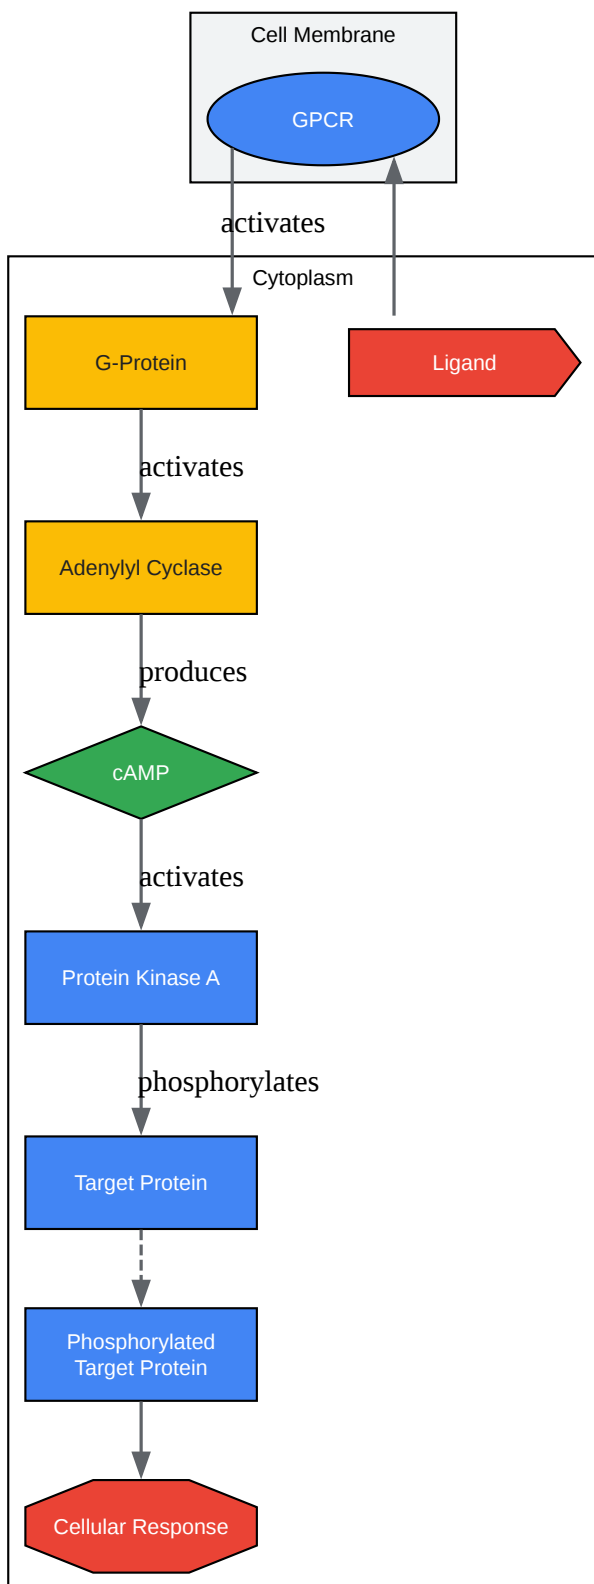 Cell Membrane
GPCR
activates
Cytoplasm
G-Protein
Ligand
activates
Adenylyl Cyclase
produces
cAMP
activates
Protein Kinase A
phosphorylates
Target Protein
Phosphorylated
Target Protein
Cellular Response